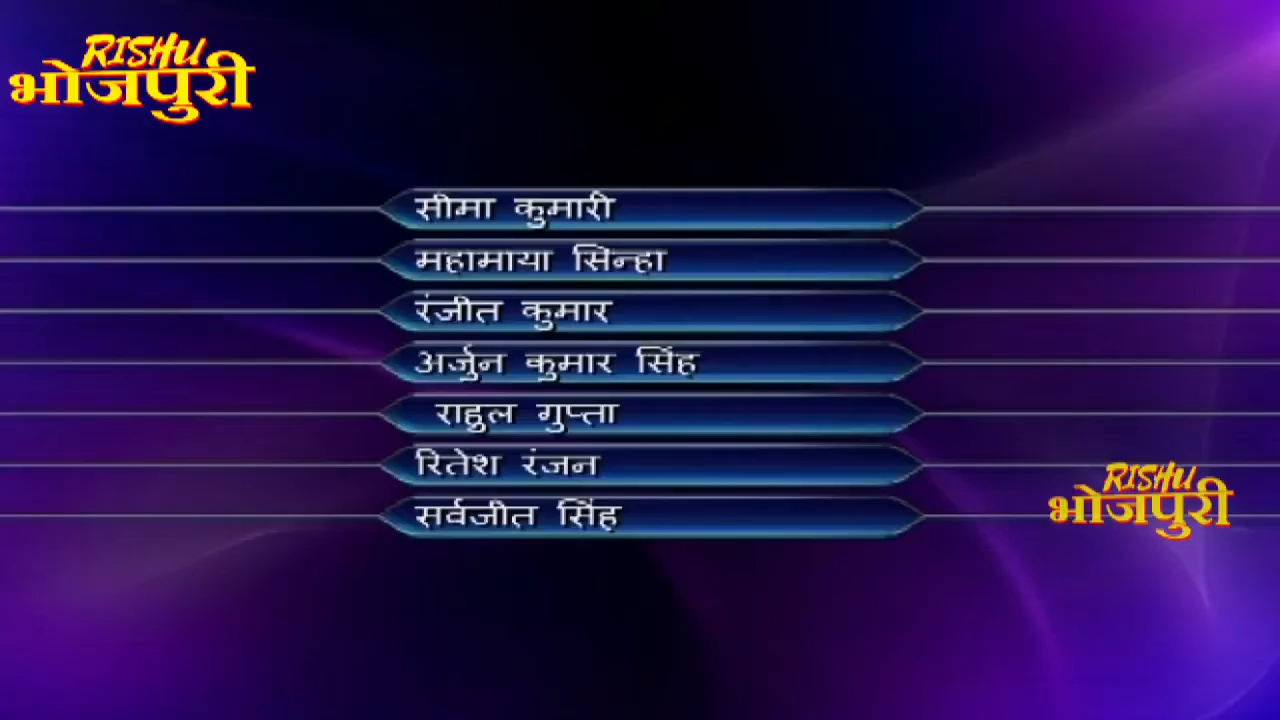 RISHU
भोजपुरी
सीमा कुमारी
महामाया सिन्हा
रंजीत कुमार
अर्जुन कुमार सिंह
राहुल गुप्ता
रितेश रंजन
सर्वजीत सिंह
RISHU
भोजपुरी